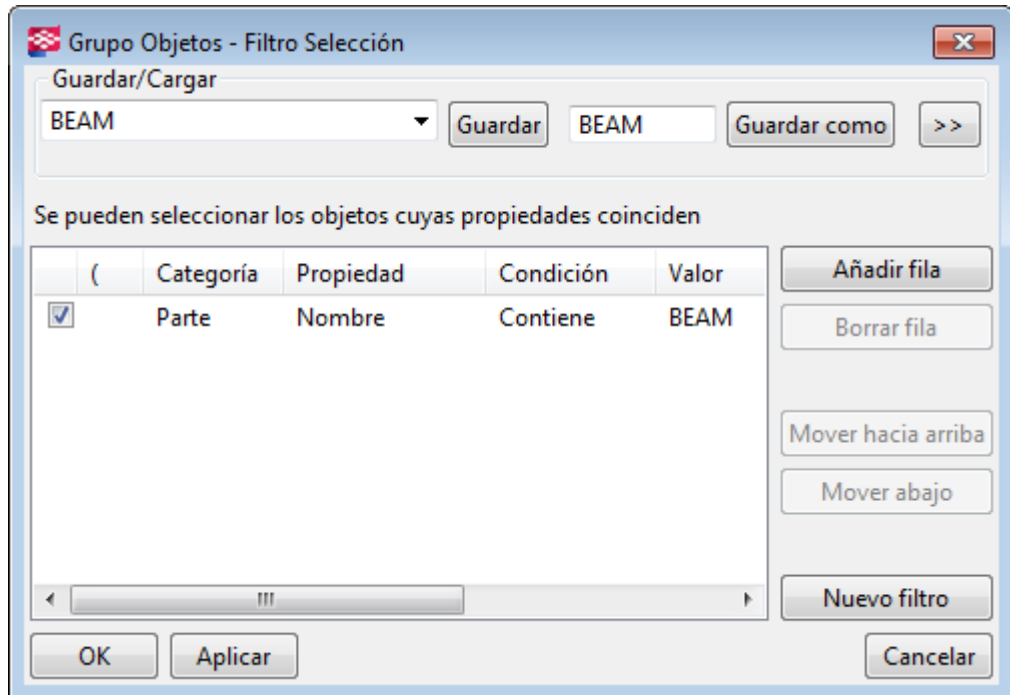 Grupo Objetos - Filtro Selección
Guardar/Cargar
BEAM Guardar BEAM Guardar como >>
Se pueden seleccionar los objetos cuyas propiedades coinciden
( Categoría Propiedad Condición Valor
Parte Nombre Contiene BEAM
Añadir fila
Borrar fila
Mover hacia arriba
Mover abajo
Nuevo filtro
OK Aplicar Cancelar